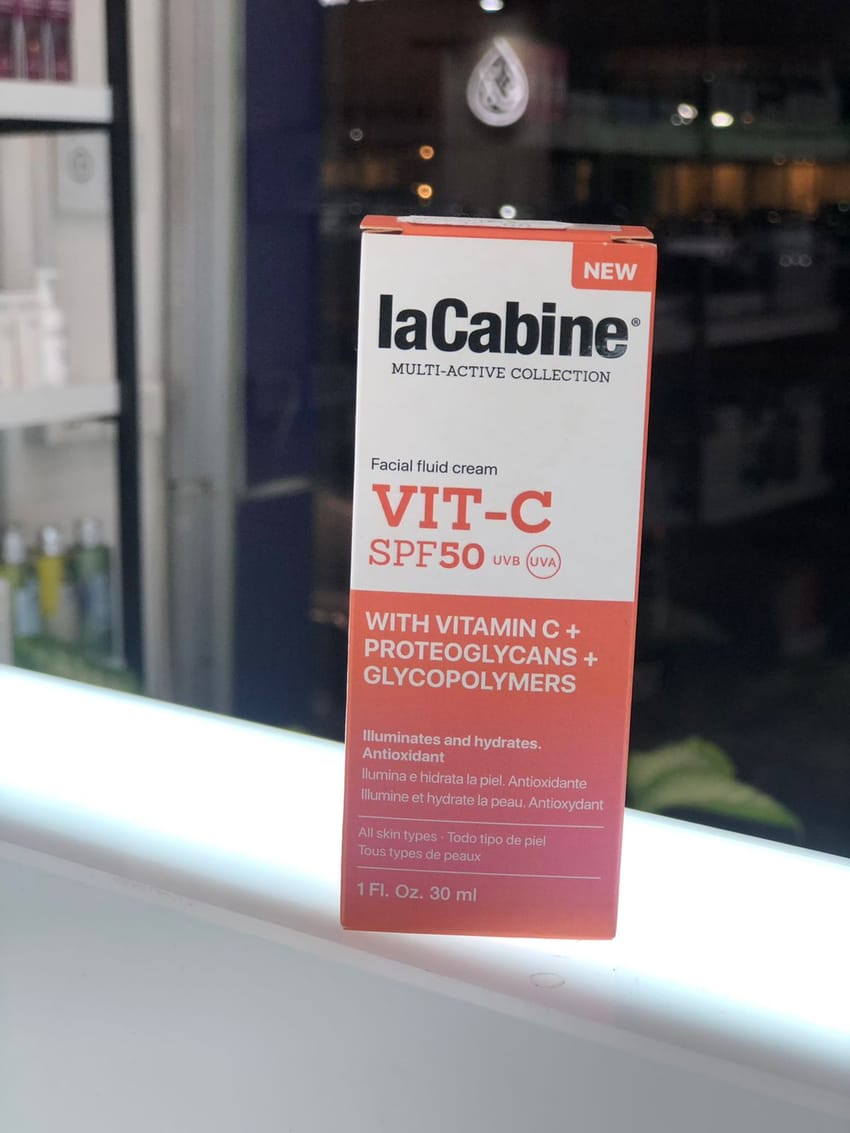 NEW
laCabine®
MULTI-ACTIVE COLLECTION
Facial fluid cream
VIT-C
SPF50 UVB UVA
WITH VITAMIN C +
PROTEOGLYCANS +
GLYCOPOLYMERS
Illuminates and hydrates.
Antioxidant
Ilumina e hidrata la piel. Antioxidante
Illumine et hydrate la peau. Antioxydant
All skin types · Todo tipo de piel
Tous types de peaux
1 Fl. Oz. 30 ml